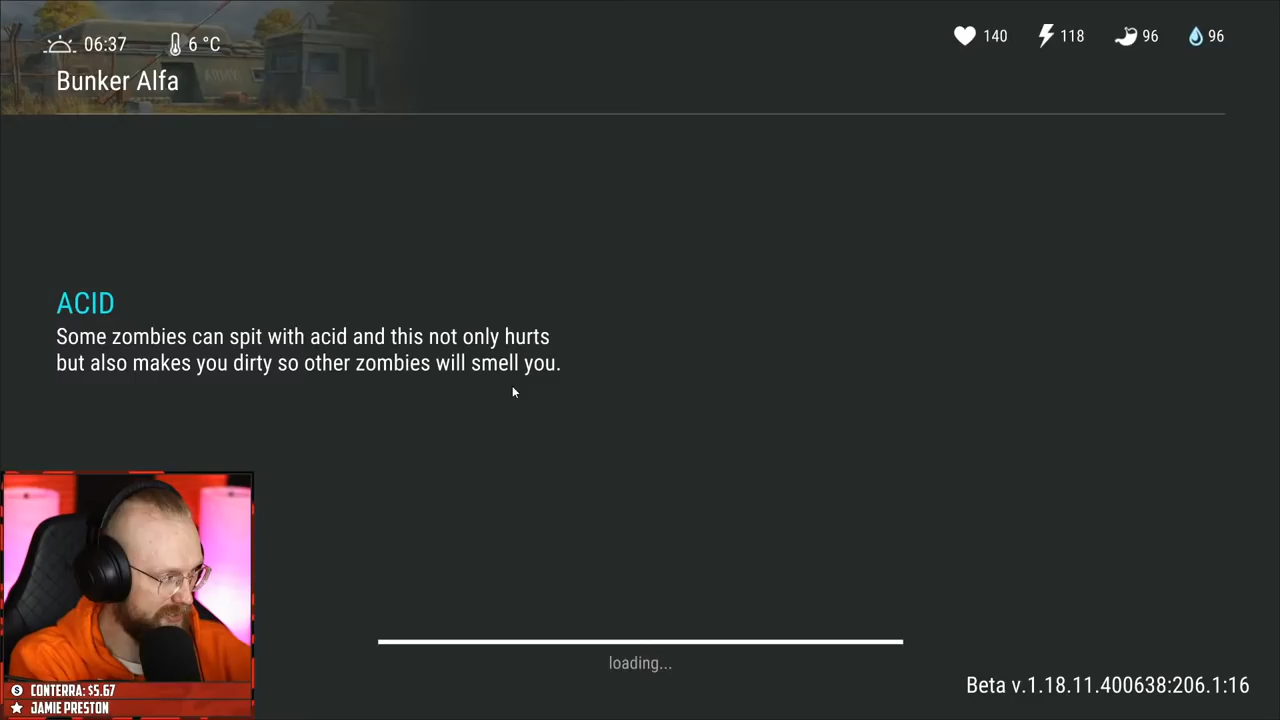 06:37 6 °C
140 118 96 96
Bunker Alfa
ACID
Some zombies can spit with acid and this not only hurts
but also makes you dirty so other zombies will smell you.
loading...
Beta v.1.18.11.400638:206.1:16
CONTERRA: $5.67
JAMIE PRESTON